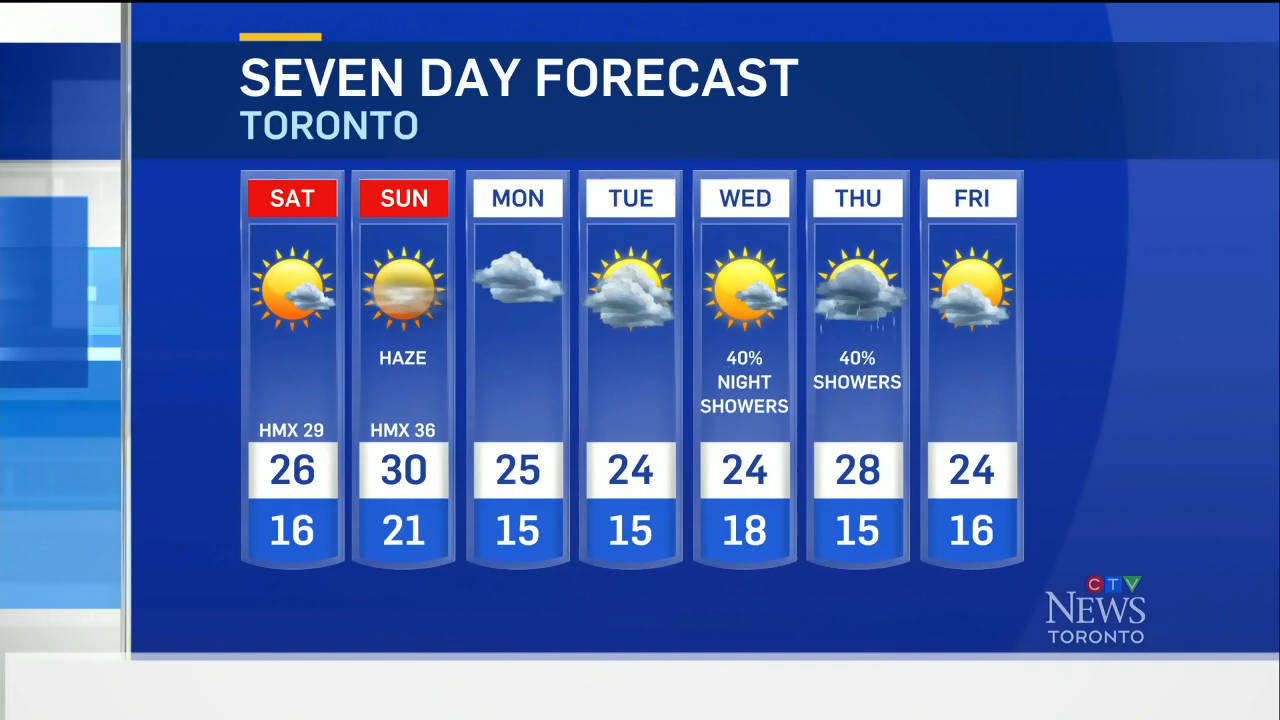 SEVEN DAY FORECAST
TORONTO
SAT SUN MON TUE WED THU FRI
HAZE 40% 40%
NIGHT SHOWERS
SHOWERS
HMX 29 HMX 36
26 30 25 24 24 28 24
16 21 15 15 18 15 16
CTV
NEWS
TORONTO